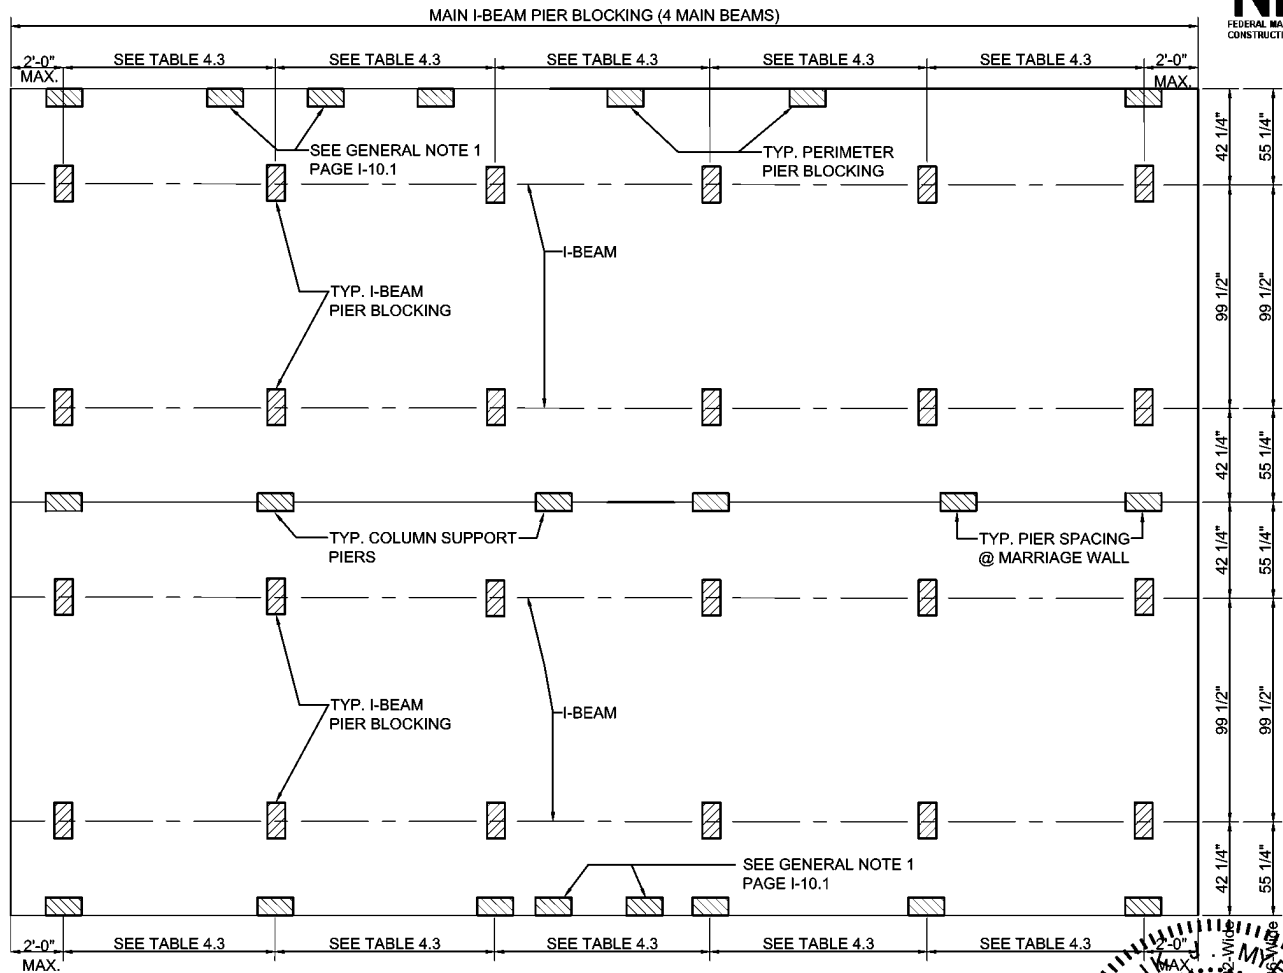 MAIN I-BEAM PIER BLOCKING (4 MAIN BEAMS)
FEDERAL
2'-0"
MAX.
SEE TABLE 4.3
SEE TABLE 4.3
SEE TABLE 4.3
SEE TABLE 4.3
SEE TABLE 4.3
2'-0"
MAX.
SEE GENERAL NOTE 1
PAGE I-10.1
TYP. PERIMETER
PIER BLOCKING
42 1/4"
55 1/4"
I-BEAM
TYP. I-BEAM
PIER BLOCKING
99 1/2"
99 1/2"
42 1/4"
55 1/4"
TYP. COLUMN SUPPORT
PIERS
TYP. PIER SPACING
@ MARRIAGE WALL
42 1/4"
55 1/4"
TYP. I-BEAM
PIER BLOCKING
I-BEAM
99 1/2"
99 1/2"
SEE GENERAL NOTE 1
PAGE I-10.1
42 1/4"
55 1/4"
2'-0"
MAX.
SEE TABLE 4.3
SEE TABLE 4.3
SEE TABLE 4.3
SEE TABLE 4.3
SEE TABLE 4.3
2'-0"
MAX.